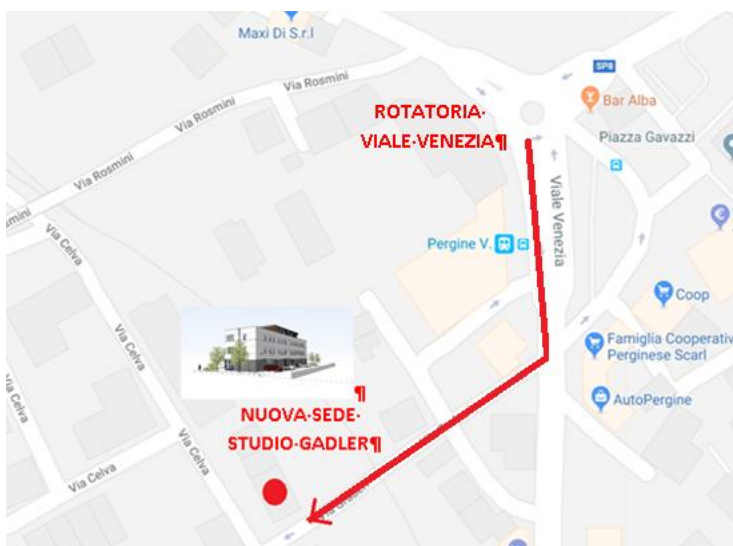 Maxi Di S.r.l
SP8
Via Rosmini
Bar Alba
ROTATORIA·
VIALE·VENEZIA¶
Via Rosmini
Piazza Gavazzi
Via Rosmini
Viale Venezia
smini
Via Celva
Pergine V.
Coop
Via Celva
Famiglia Cooperativ
Perginese Scarl
¶
NUOVA·SEDE·
STUDIO·GADLER¶
AutoPergine
Via Celva
Via Celva
Via Celva